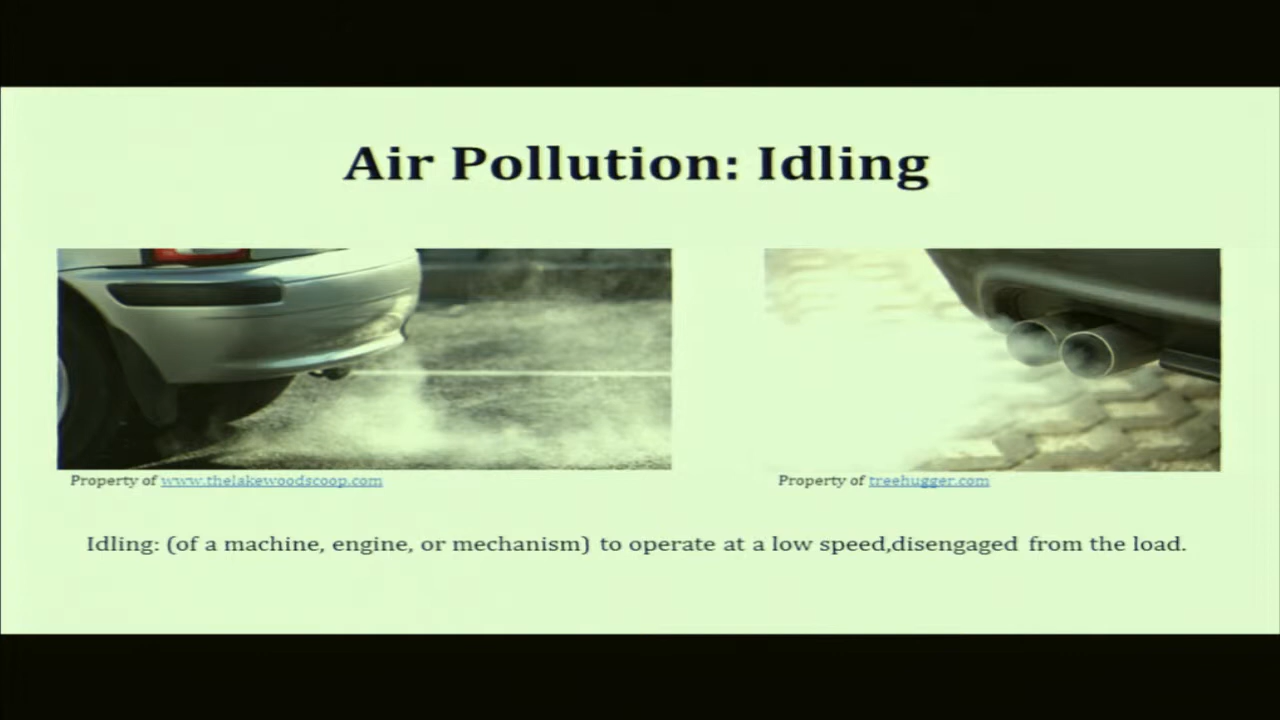 Air Pollution: Idling
Property of www.thelakewoodscoop.com
Property of treehugger.com
Idling: (of a machine, engine, or mechanism) to operate at a low speed,disengaged from the load.